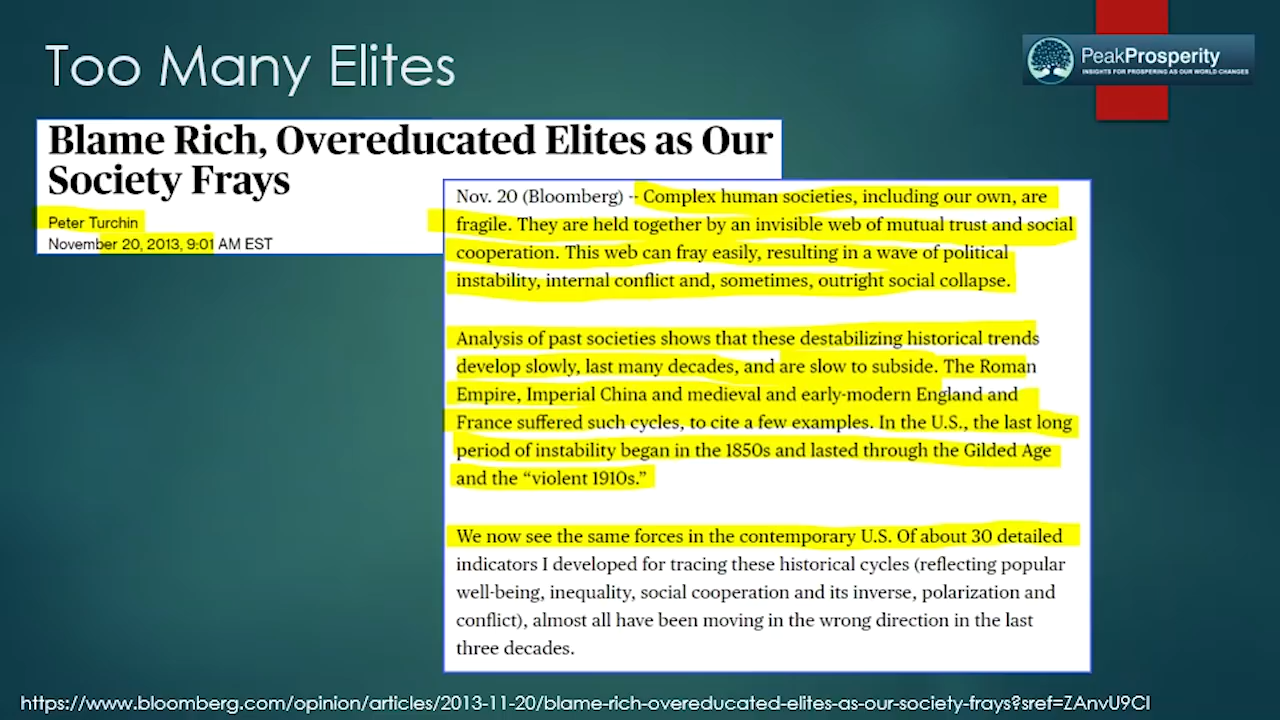 Too Many Elites
PeakProsperity
INSIGHTS FOR PROSPERING AS OUR WORLD CHANGES
Blame Rich, Overeducated Elites as Our
Society Frays
Peter Turchin
November 20, 2013, 9:01 AM EST
Nov. 20 (Bloomberg) -- Complex human societies, including our own, are
fragile. They are held together by an invisible web of mutual trust and social
cooperation. This web can fray easily, resulting in a wave of political
instability, internal conflict and, sometimes, outright social collapse.
Analysis of past societies shows that these destabilizing historical trends
develop slowly, last many decades, and are slow to subside. The Roman
Empire, Imperial China and medieval and early-modern England and
France suffered such cycles, to cite a few examples. In the U.S., the last long
period of instability began in the 1850s and lasted through the Gilded Age
and the “violent 1910s.”
We now see the same forces in the contemporary U.S. Of about 30 detailed
indicators I developed for tracing these historical cycles (reflecting popular
well-being, inequality, social cooperation and its inverse, polarization and
conflict), almost all have been moving in the wrong direction in the last
three decades.
https://www.bloomberg.com/opinion/articles/2013-11-20/blame-rich-overeducated-elites-as-our-society-frays?sref=ZAnvU9CI